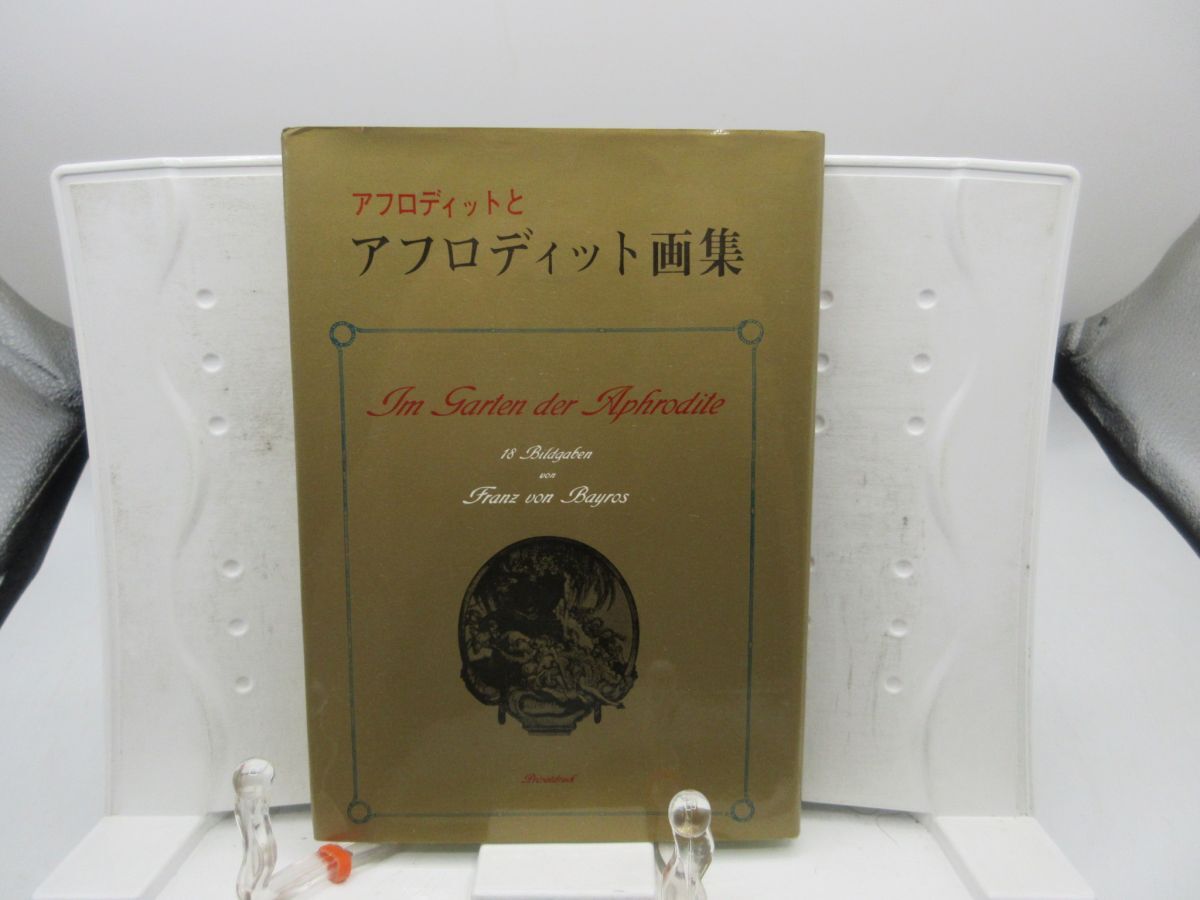 アフロディットと
アフロディット画集
Im Garten der Aphrodite
18 Bildgaben
von
Franz von Bayros
Privatdruck